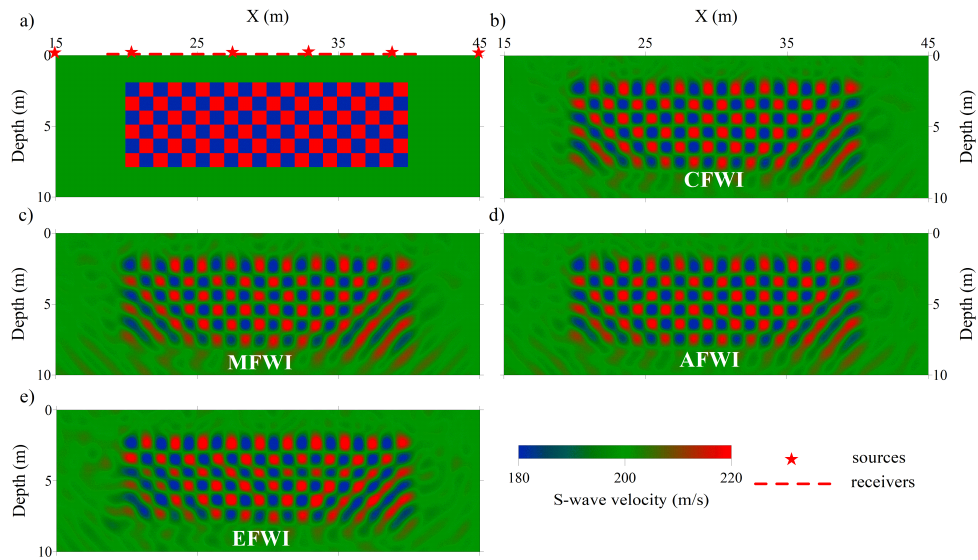 X (m)
X (m)
a)
b)
15
25
35
45
15
25
35
45
0
0
Depth (m)
5
5
Depth (m)
10
CFWI
10
c)
d)
0
0
Depth (m)
5
5
Depth (m)
10
MFWI
AFWI
10
e)
0
Depth (m)
5
10
EFWI
180
200
220
S-wave velocity (m/s)
sources
receivers